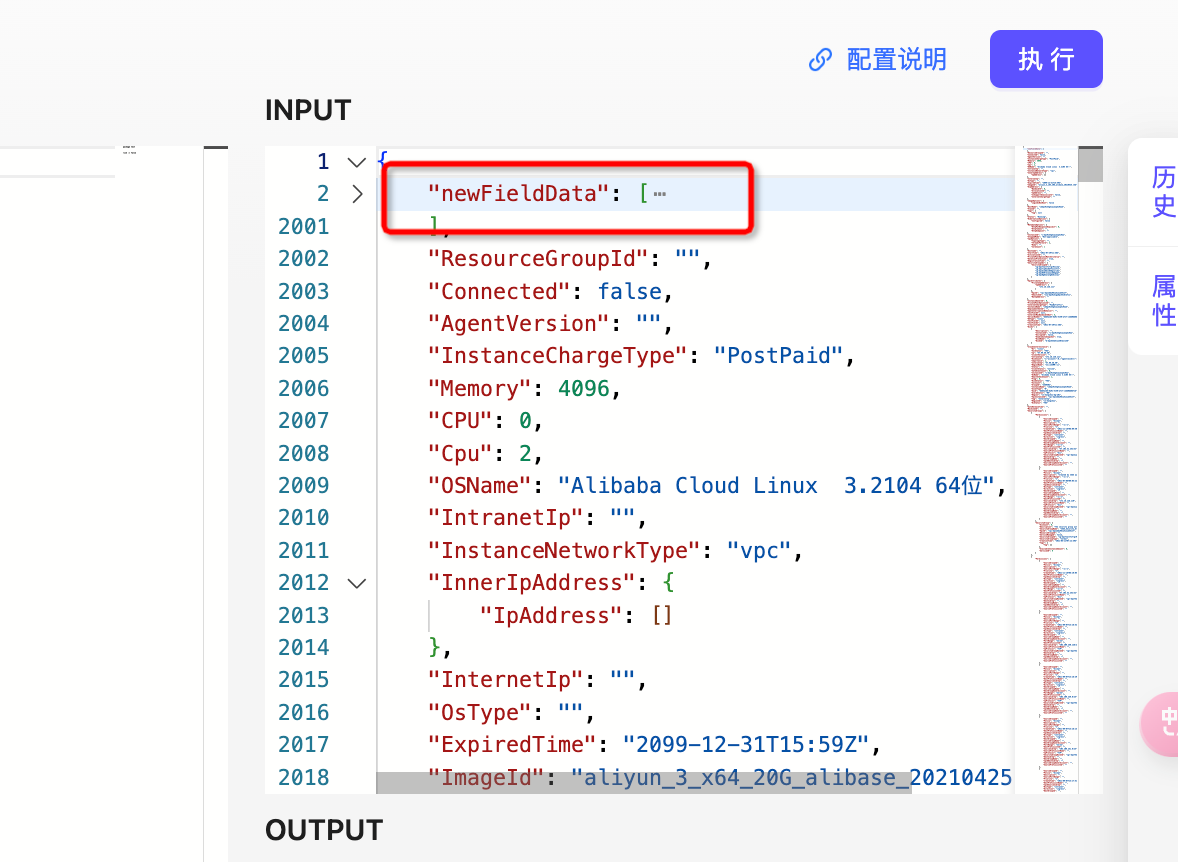 配置说明
执 行
INPUT
历史
属性
1 {
2 "newFieldData": [ ⋯
2001 ],
2002 "ResourceGroupId": "",
2003 "Connected": false,
2004 "AgentVersion": "",
2005 "InstanceChargeType": "PostPaid",
2006 "Memory": 4096,
2007 "CPU": 0,
2008 "Cpu": 2,
2009 "OSName": "Alibaba Cloud Linux  3.2104 64位",
2010 "IntranetIp": "",
2011 "InstanceNetworkType": "vpc",
2012 "InnerIpAddress": {
2013 "IpAddress": []
2014 },
2015 "InternetIp": "",
2016 "OsType": "",
2017 "ExpiredTime": "2099-12-31T15:59Z",
2018 "ImageId": "aliyun_3_x64_20G_alibase_20210425
OUTPUT